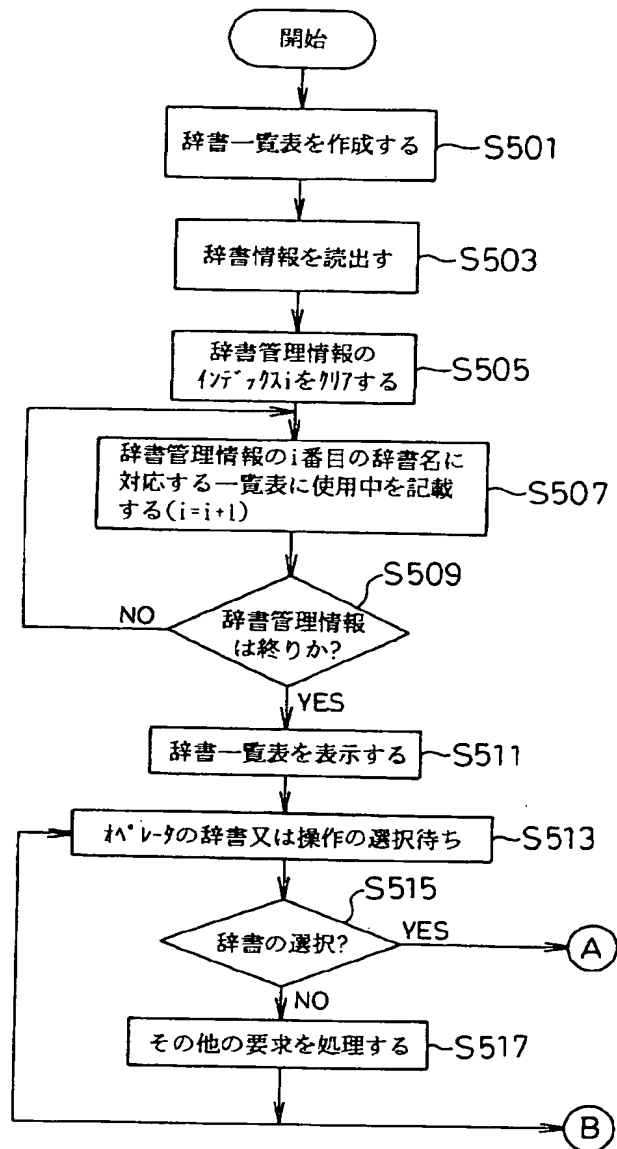 開始
辞書一覧表を作成する
S501
辞書情報を読出す
S503
辞書管理情報の
ｲﾝﾃﾞｯｸｽiをｸﾘｱする
S505
辞書管理情報のi番目の辞書名に
対応する一覧表に使用中を記載
する(i=i+1)
S507
S509
NO
辞書管理情報
は終りか?
YES
辞書一覧表を表示する
S511
ｵﾍﾟﾚｰﾀの辞書又は操作の選択待ち
S513
S515
辞書の選択?
YES
A
NO
その他の要求を処理する
S517
B